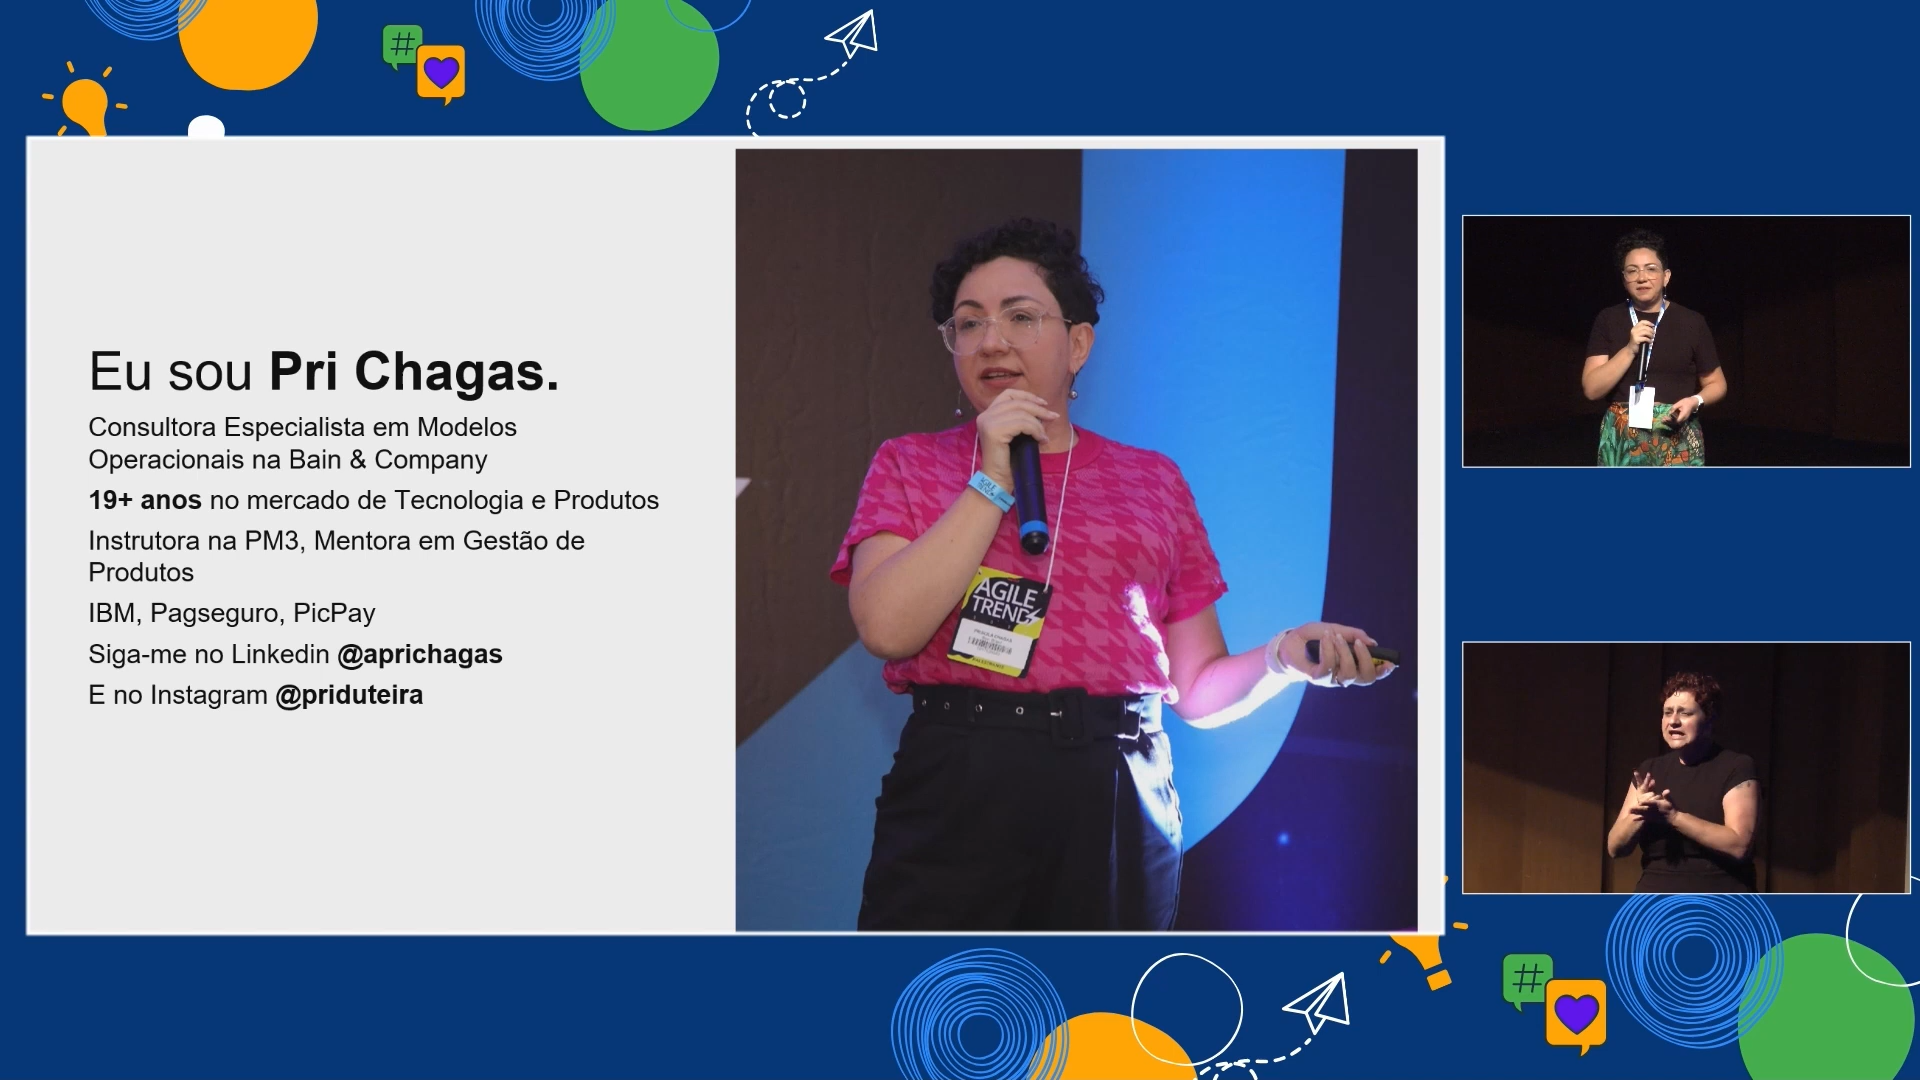 #
Eu sou Pri Chagas.
Consultora Especialista em Modelos
Operacionais na Bain & Company
19+ anos no mercado de Tecnologia e Produtos
Instrutora na PM3, Mentora em Gestão de
Produtos
IBM, Pagseguro, PicPay
Siga-me no Linkedin @aprichagas
E no Instagram @priduteira
AGILE
TRENDS
#